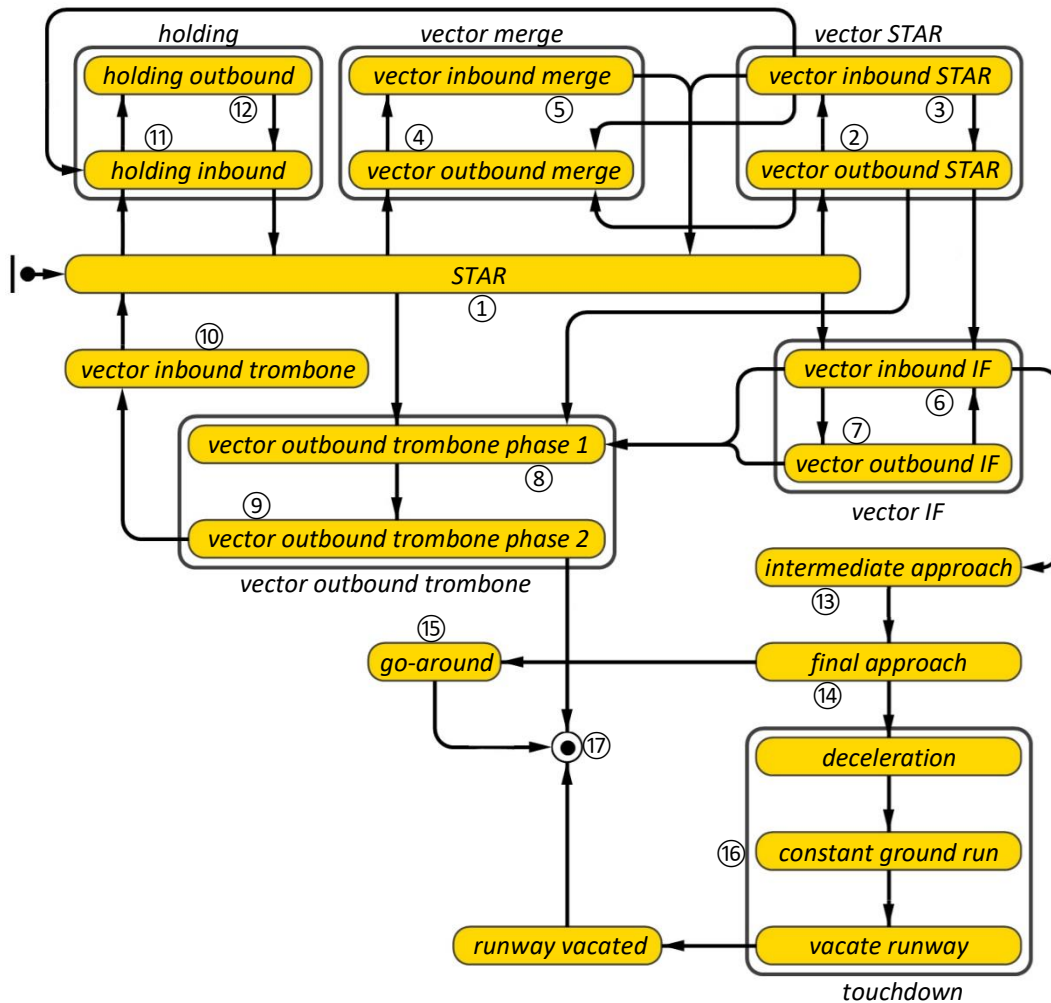 holding
vector merge
vector STAR
holding outbound
vector inbound merge
vector inbound STAR
⑫
⑤
③
⑪
④
②
holding inbound
vector outbound merge
vector outbound STAR
STAR
①
⑩
vector inbound trombone
vector inbound IF
⑥
⑦
vector outbound trombone phase 1
vector outbound IF
⑧
⑨
vector IF
vector outbound trombone phase 2
vector outbound trombone
intermediate approach
⑬
⑮
go-around
final approach
⑭
⑰
deceleration
⑯
constant ground run
runway vacated
vacate runway
touchdown